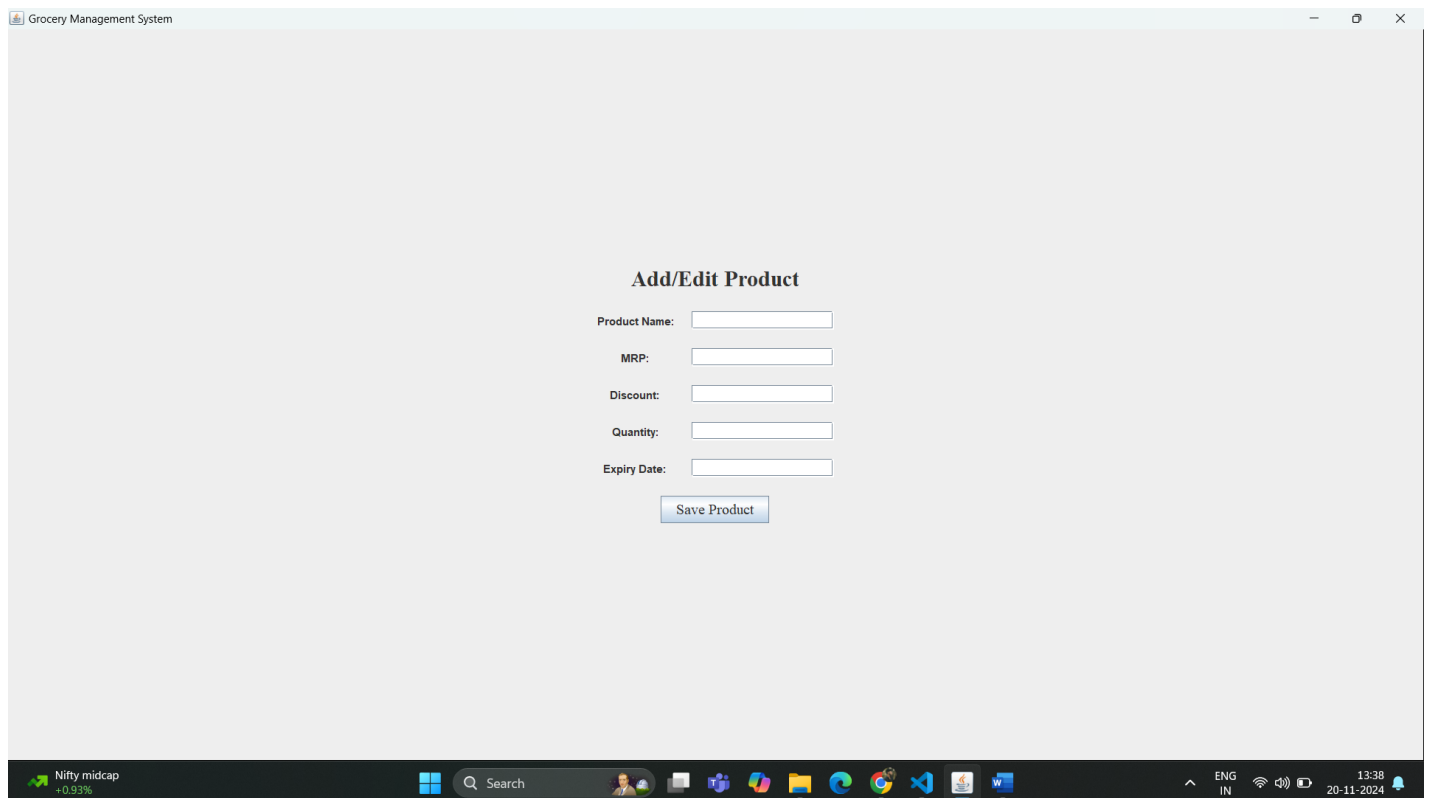 Grocery Management System
Add/Edit Product
Product Name:
MRP:
Discount:
Quantity:
Expiry Date:
Save Product
Nifty midcap
+0.93%
Search
ENG
IN
13:38
20-11-2024